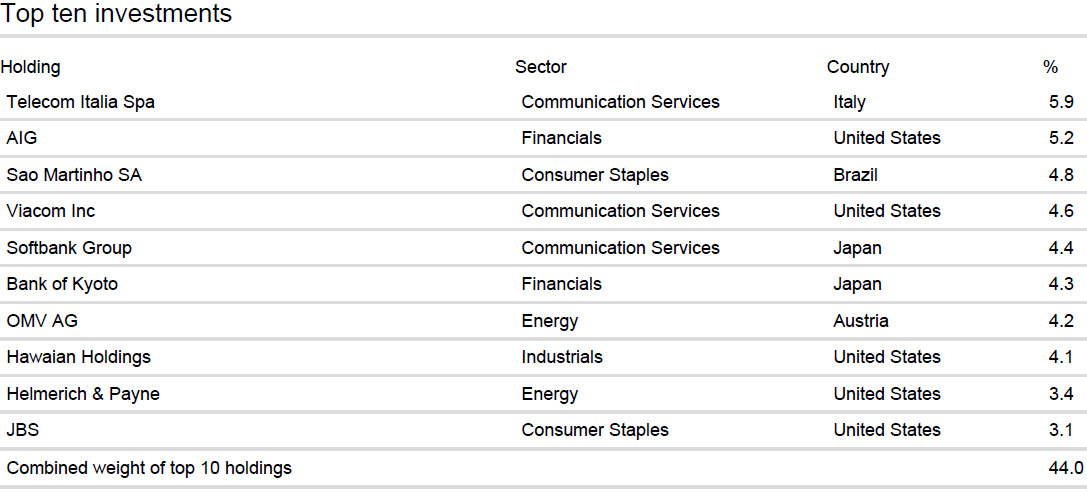 Top ten investments
Holding Sector Country %
Telecom Italia Spa Communication Services Italy 5.9
AIG Financials United States 5.2
Sao Martinho SA Consumer Staples Brazil 4.8
Viacom Inc Communication Services United States 4.6
Softbank Group Communication Services Japan 4.4
Bank of Kyoto Financials Japan 4.3
OMV AG Energy Austria 4.2
Hawaian Holdings Industrials United States 4.1
Helmerich & Payne Energy United States 3.4
JBS Consumer Staples United States 3.1
Combined weight of top 10 holdings 44.0